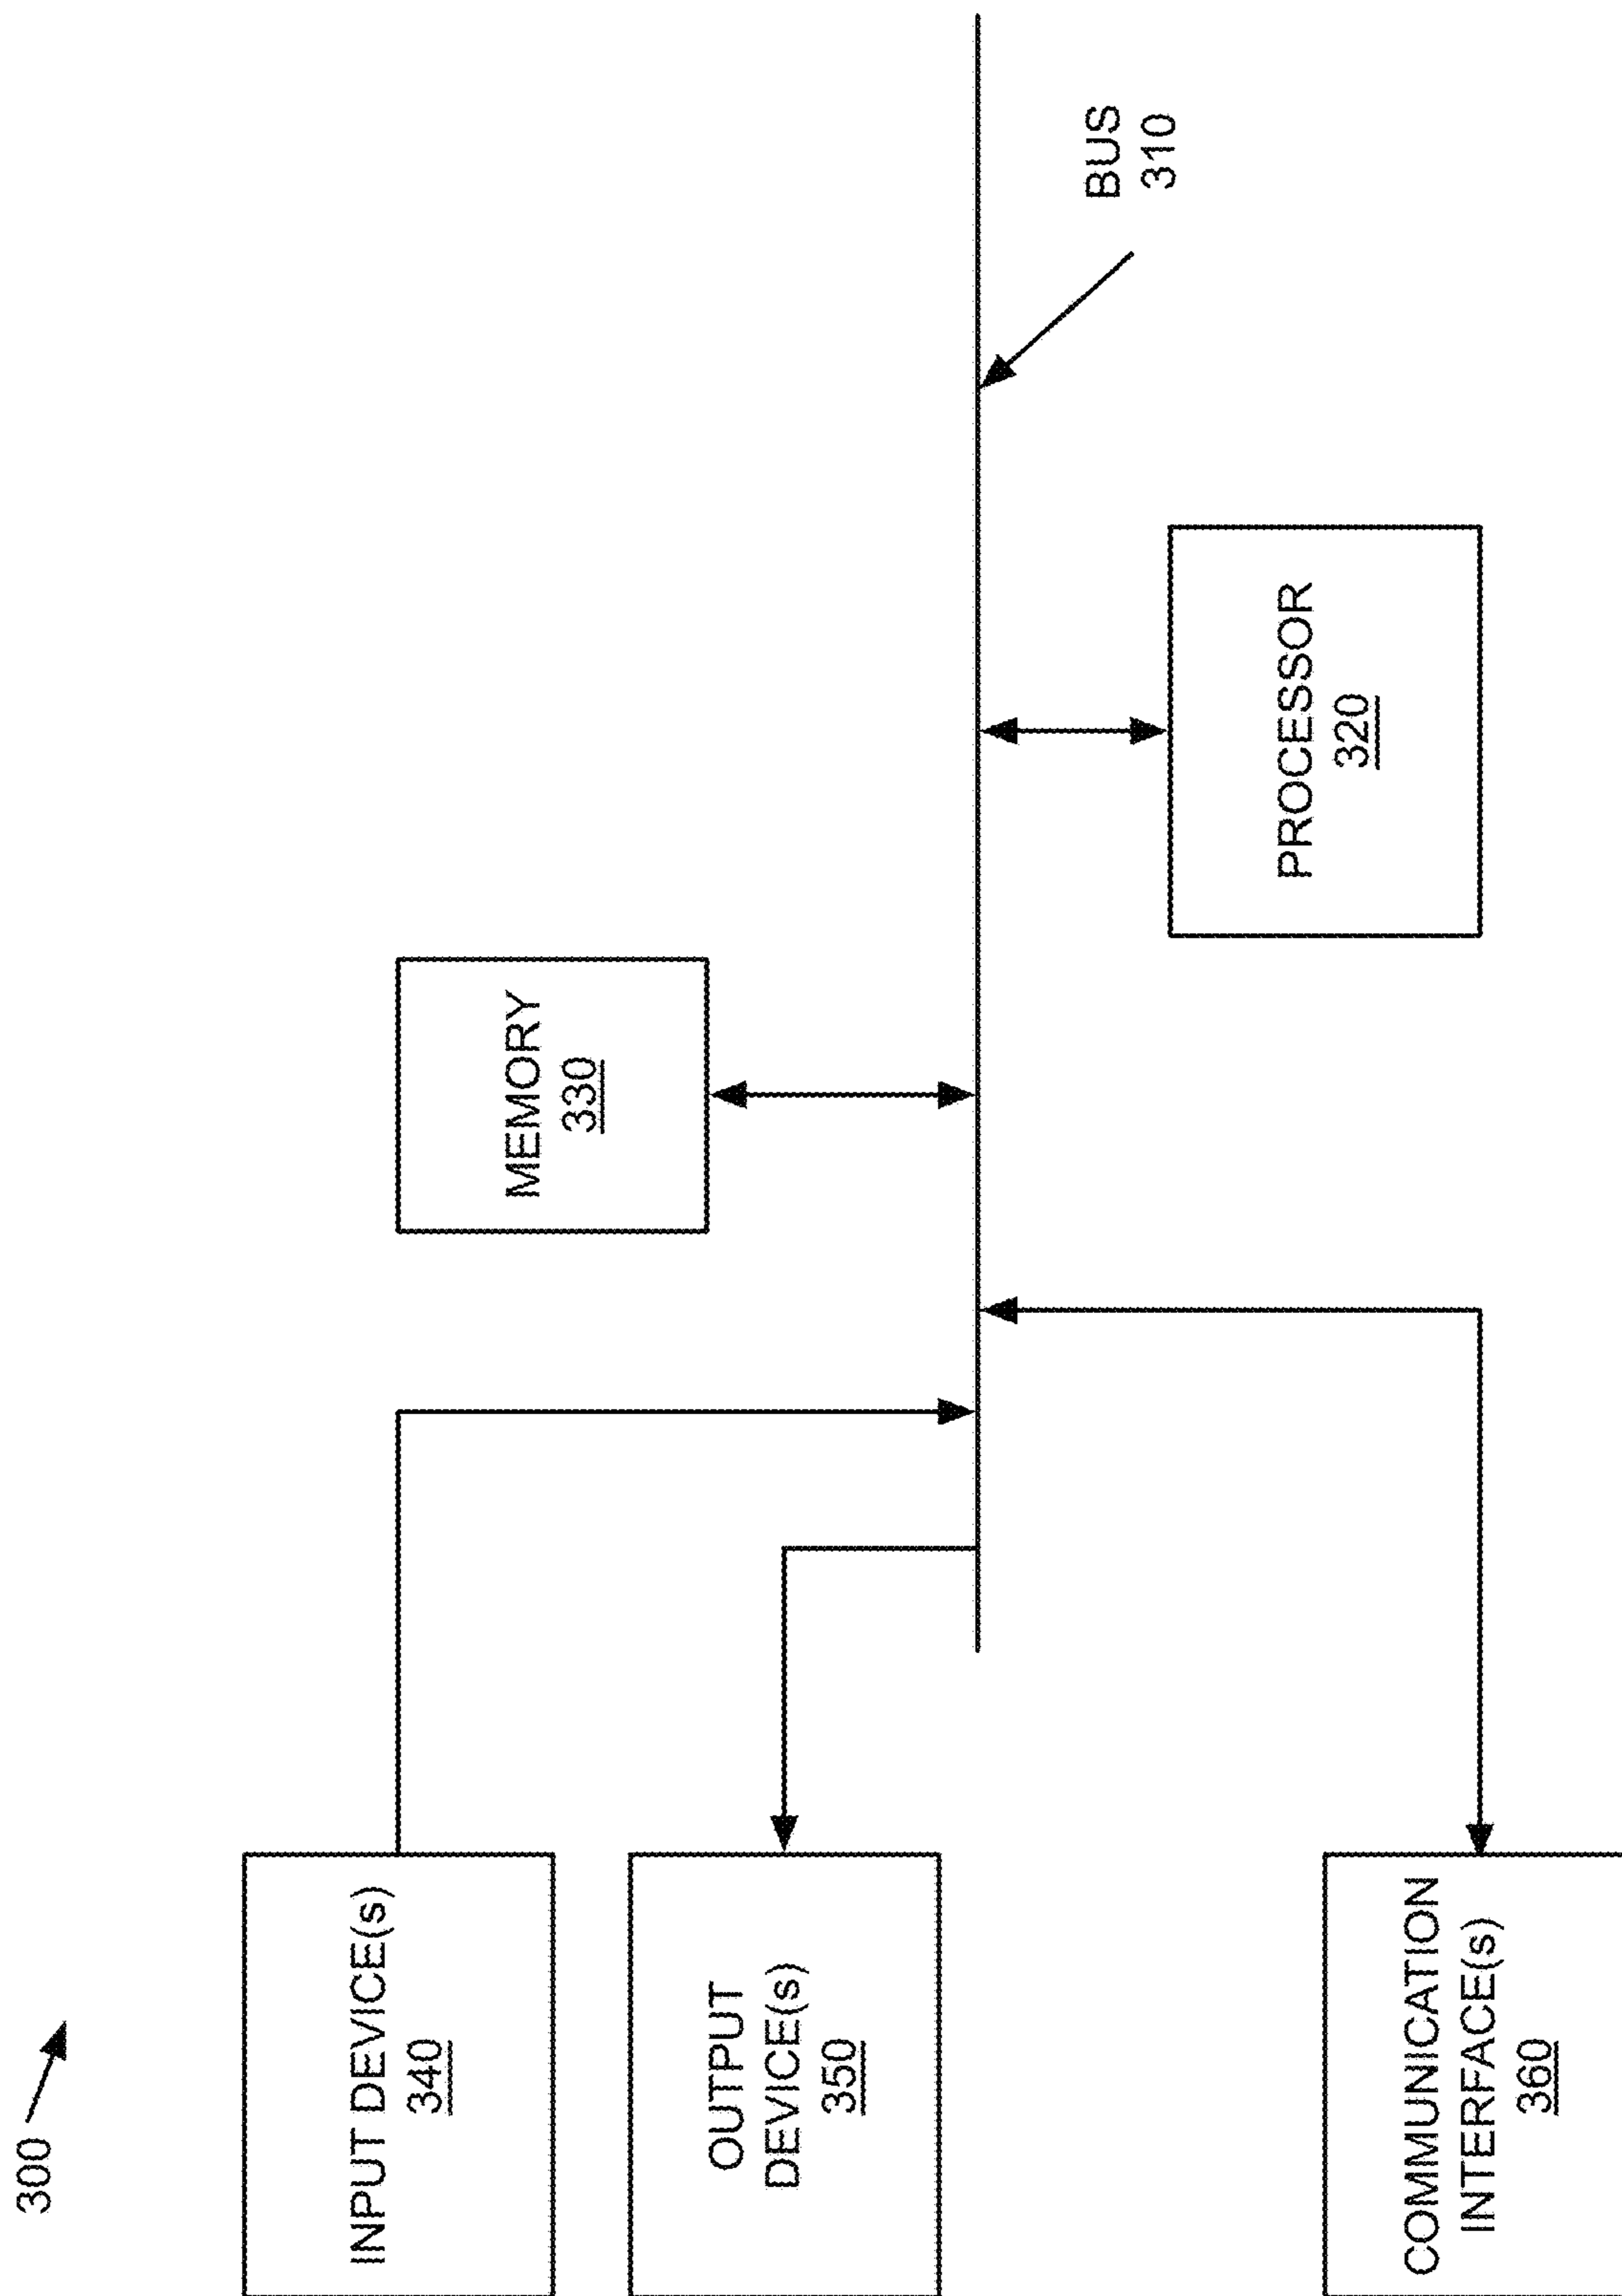 300
INPUT DEVICE(s)
340
OUTPUT
DEVICE(s)
350
COMMUNICATION
INTERFACE(s)
360
MEMORY
330
PROCESSOR
320
BUS
310